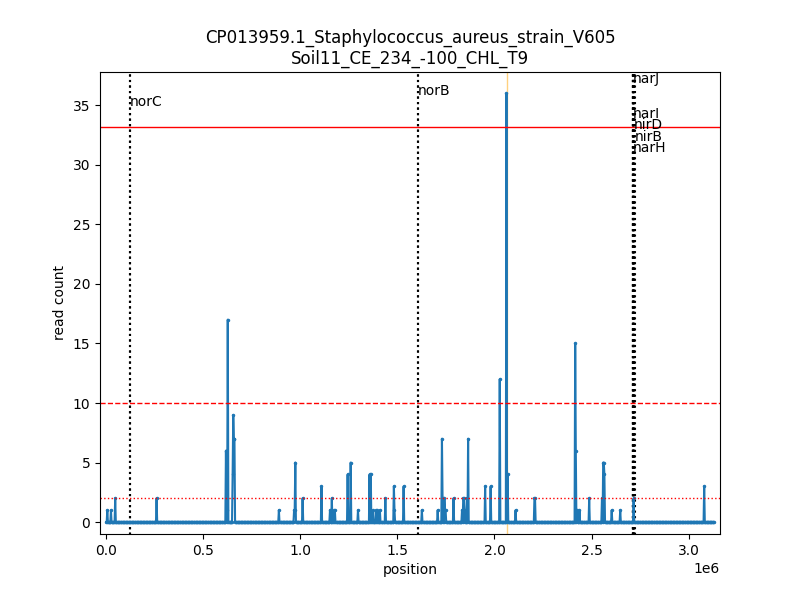 CP013959.1_Staphylococcus_aureus_strain_V605
Soil11_CE_234_-100_CHL_T9
narJ
norB
norC
narI
nirD
nirB
narH
35
30
25
20
15
10
5
0
read count
0.0 0.5 1.0 1.5 2.0 2.5 3.0
1e6
position